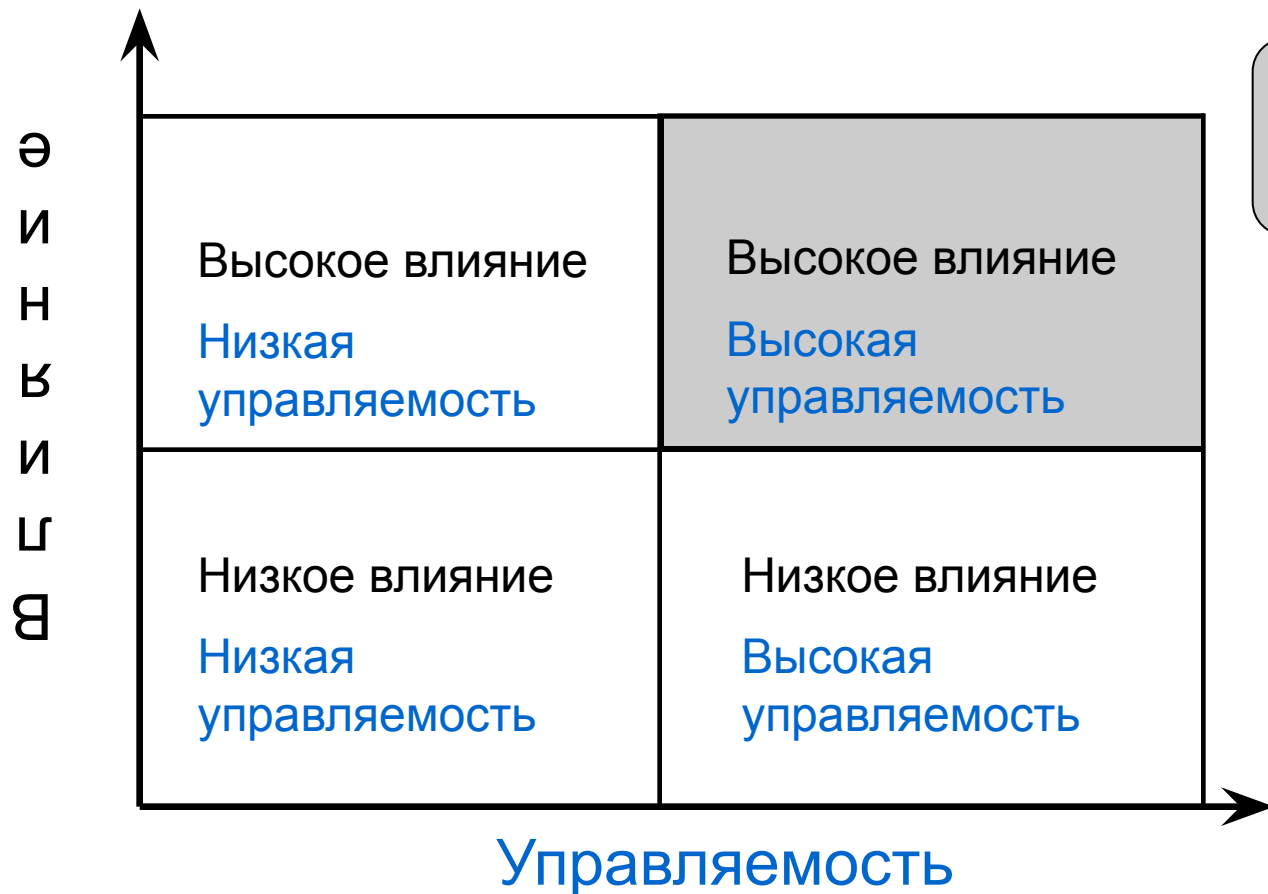 Влияние
Высокое влияние
Низкая
управляемость
Высокое влияние
Высокая
управляемость
Низкое влияние
Низкая
управляемость
Низкое влияние
Высокая
управляемость
Управляемость